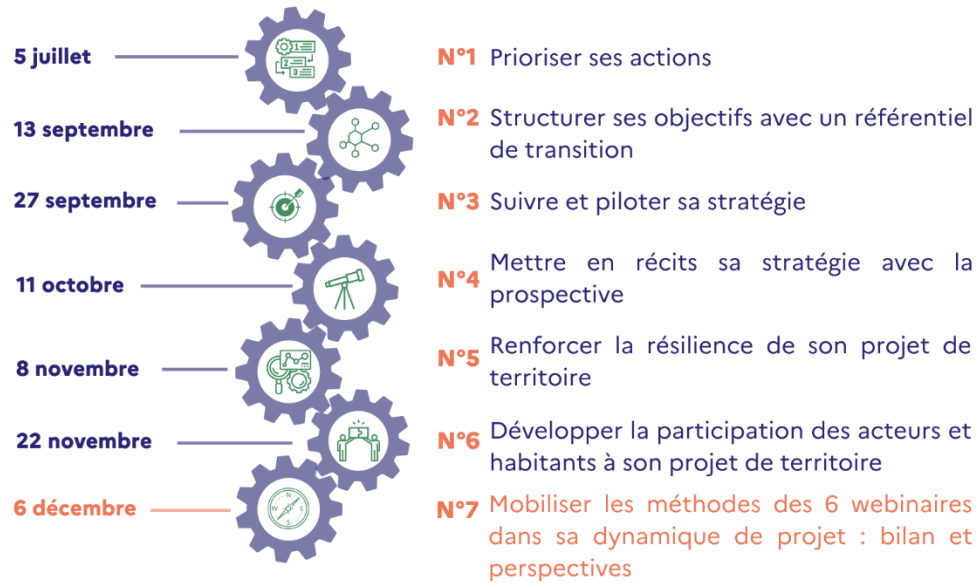 5 juillet
N°1 Prioriser ses actions
13 septembre
N°2 Structurer ses objectifs avec un référentiel
de transition
27 septembre
N°3 Suivre et piloter sa stratégie
11 octobre
N°4 Mettre en récits sa stratégie avec la
prospective
8 novembre
N°5 Renforcer la résilience de son projet de
territoire
22 novembre
N°6 Développer la participation des acteurs et
habitants à son projet de territoire
6 décembre
N°7 Mobiliser les méthodes des 6 webinaires
dans sa dynamique de projet : bilan et
perspectives
1
2
3
N
W
E
S